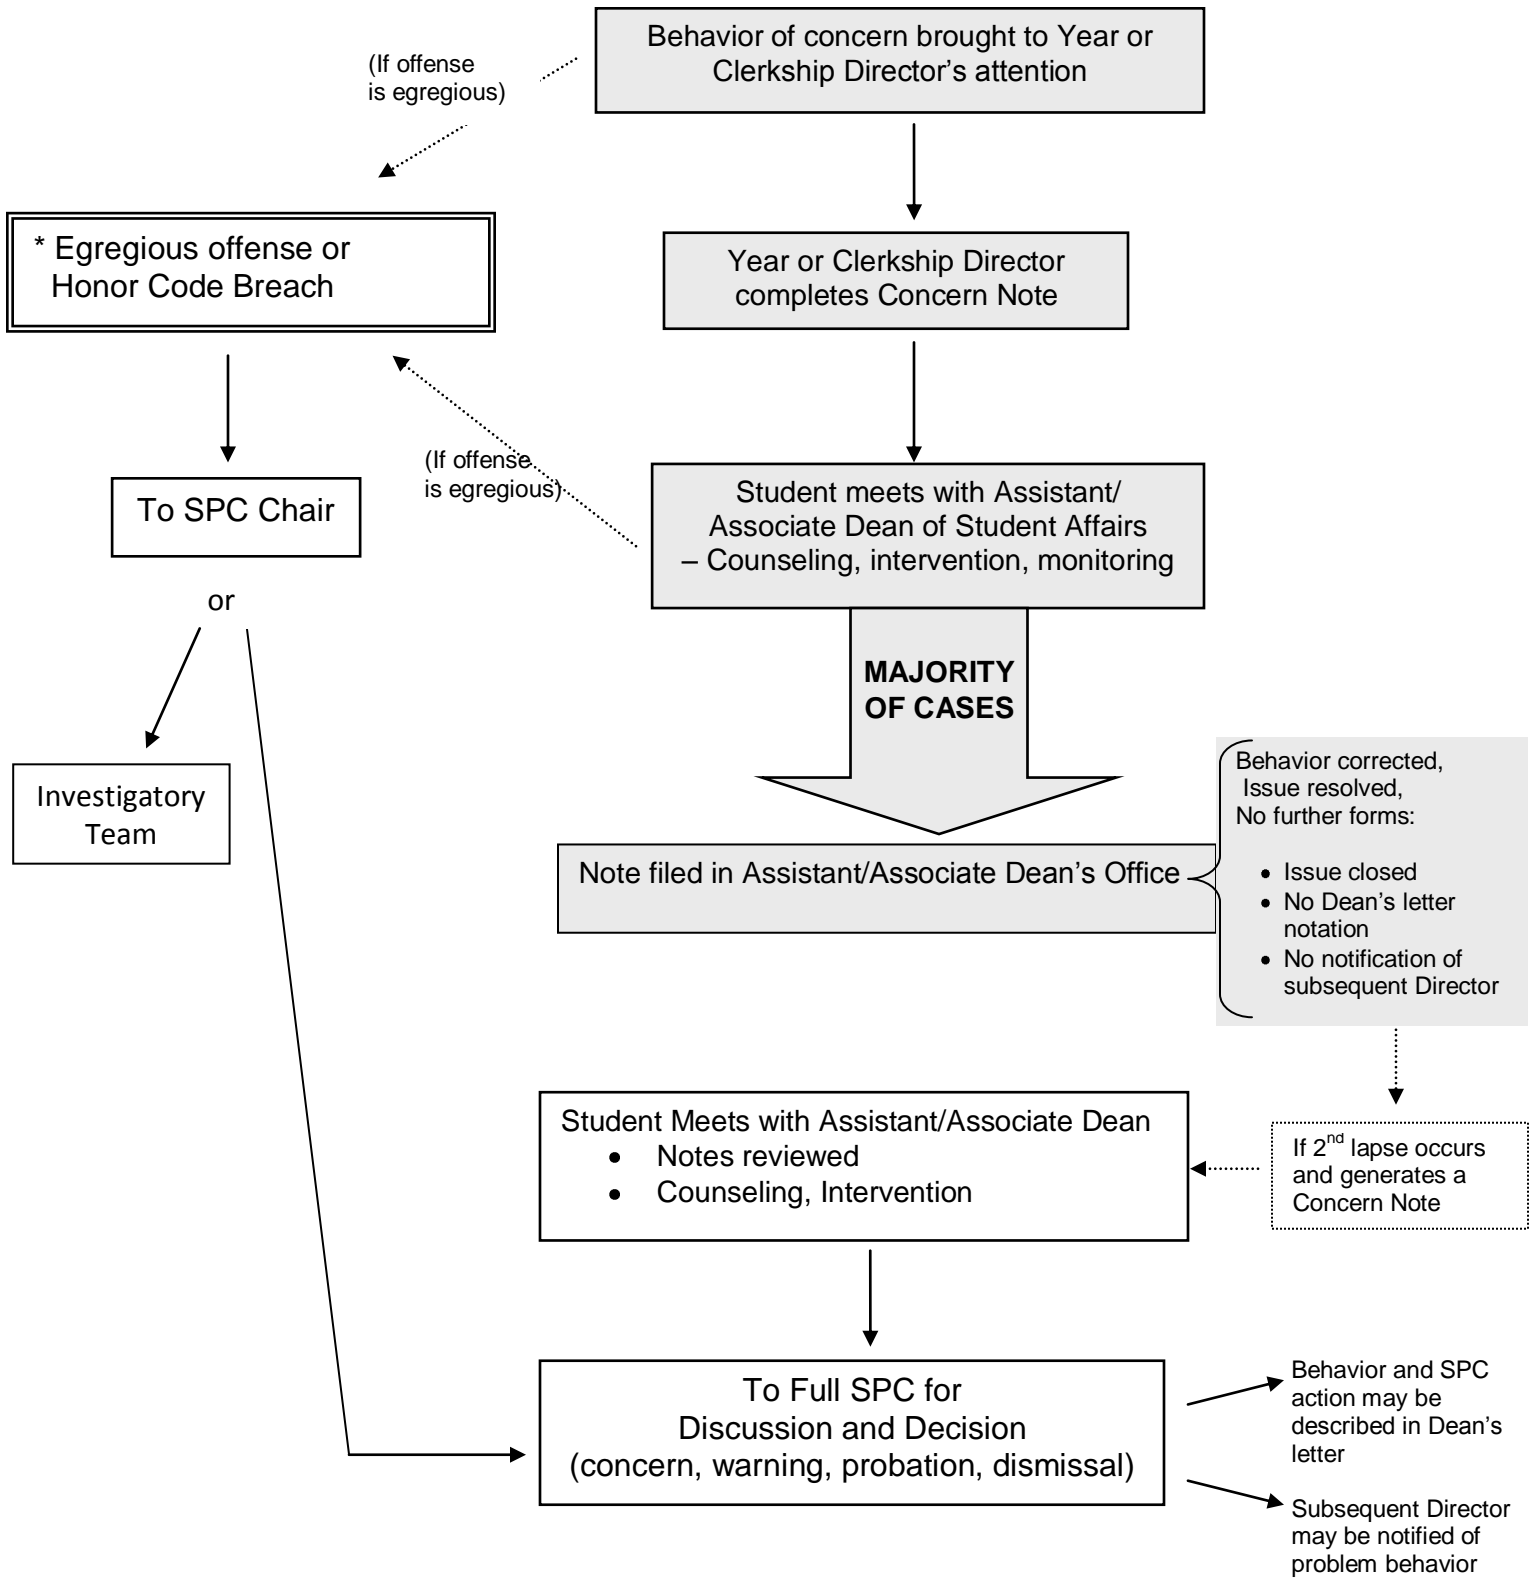 Behavior of concern brought to Year or
Clerkship Director’s attention
(If offense
is egregious)
* Egregious offense or
Honor Code Breach
Year or Clerkship Director
completes Concern Note
(If offense
is egregious)
To SPC Chair
Student meets with Assistant/
Associate Dean of Student Affairs
– Counseling, intervention, monitoring
or
MAJORITY
OF CASES
Investigatory
Team
Note filed in Assistant/Associate Dean’s Office
Behavior corrected,
Issue resolved,
No further forms:
• Issue closed
• No Dean’s letter
notation
• No notification of
subsequent Director
If 2nd lapse occurs
and generates a
Concern Note
Student Meets with Assistant/Associate Dean
• Notes reviewed
• Counseling, Intervention
To Full SPC for
Discussion and Decision
(concern, warning, probation, dismissal)
Behavior and SPC
action may be
described in Dean’s
letter
Subsequent Director
may be notified of
problem behavior